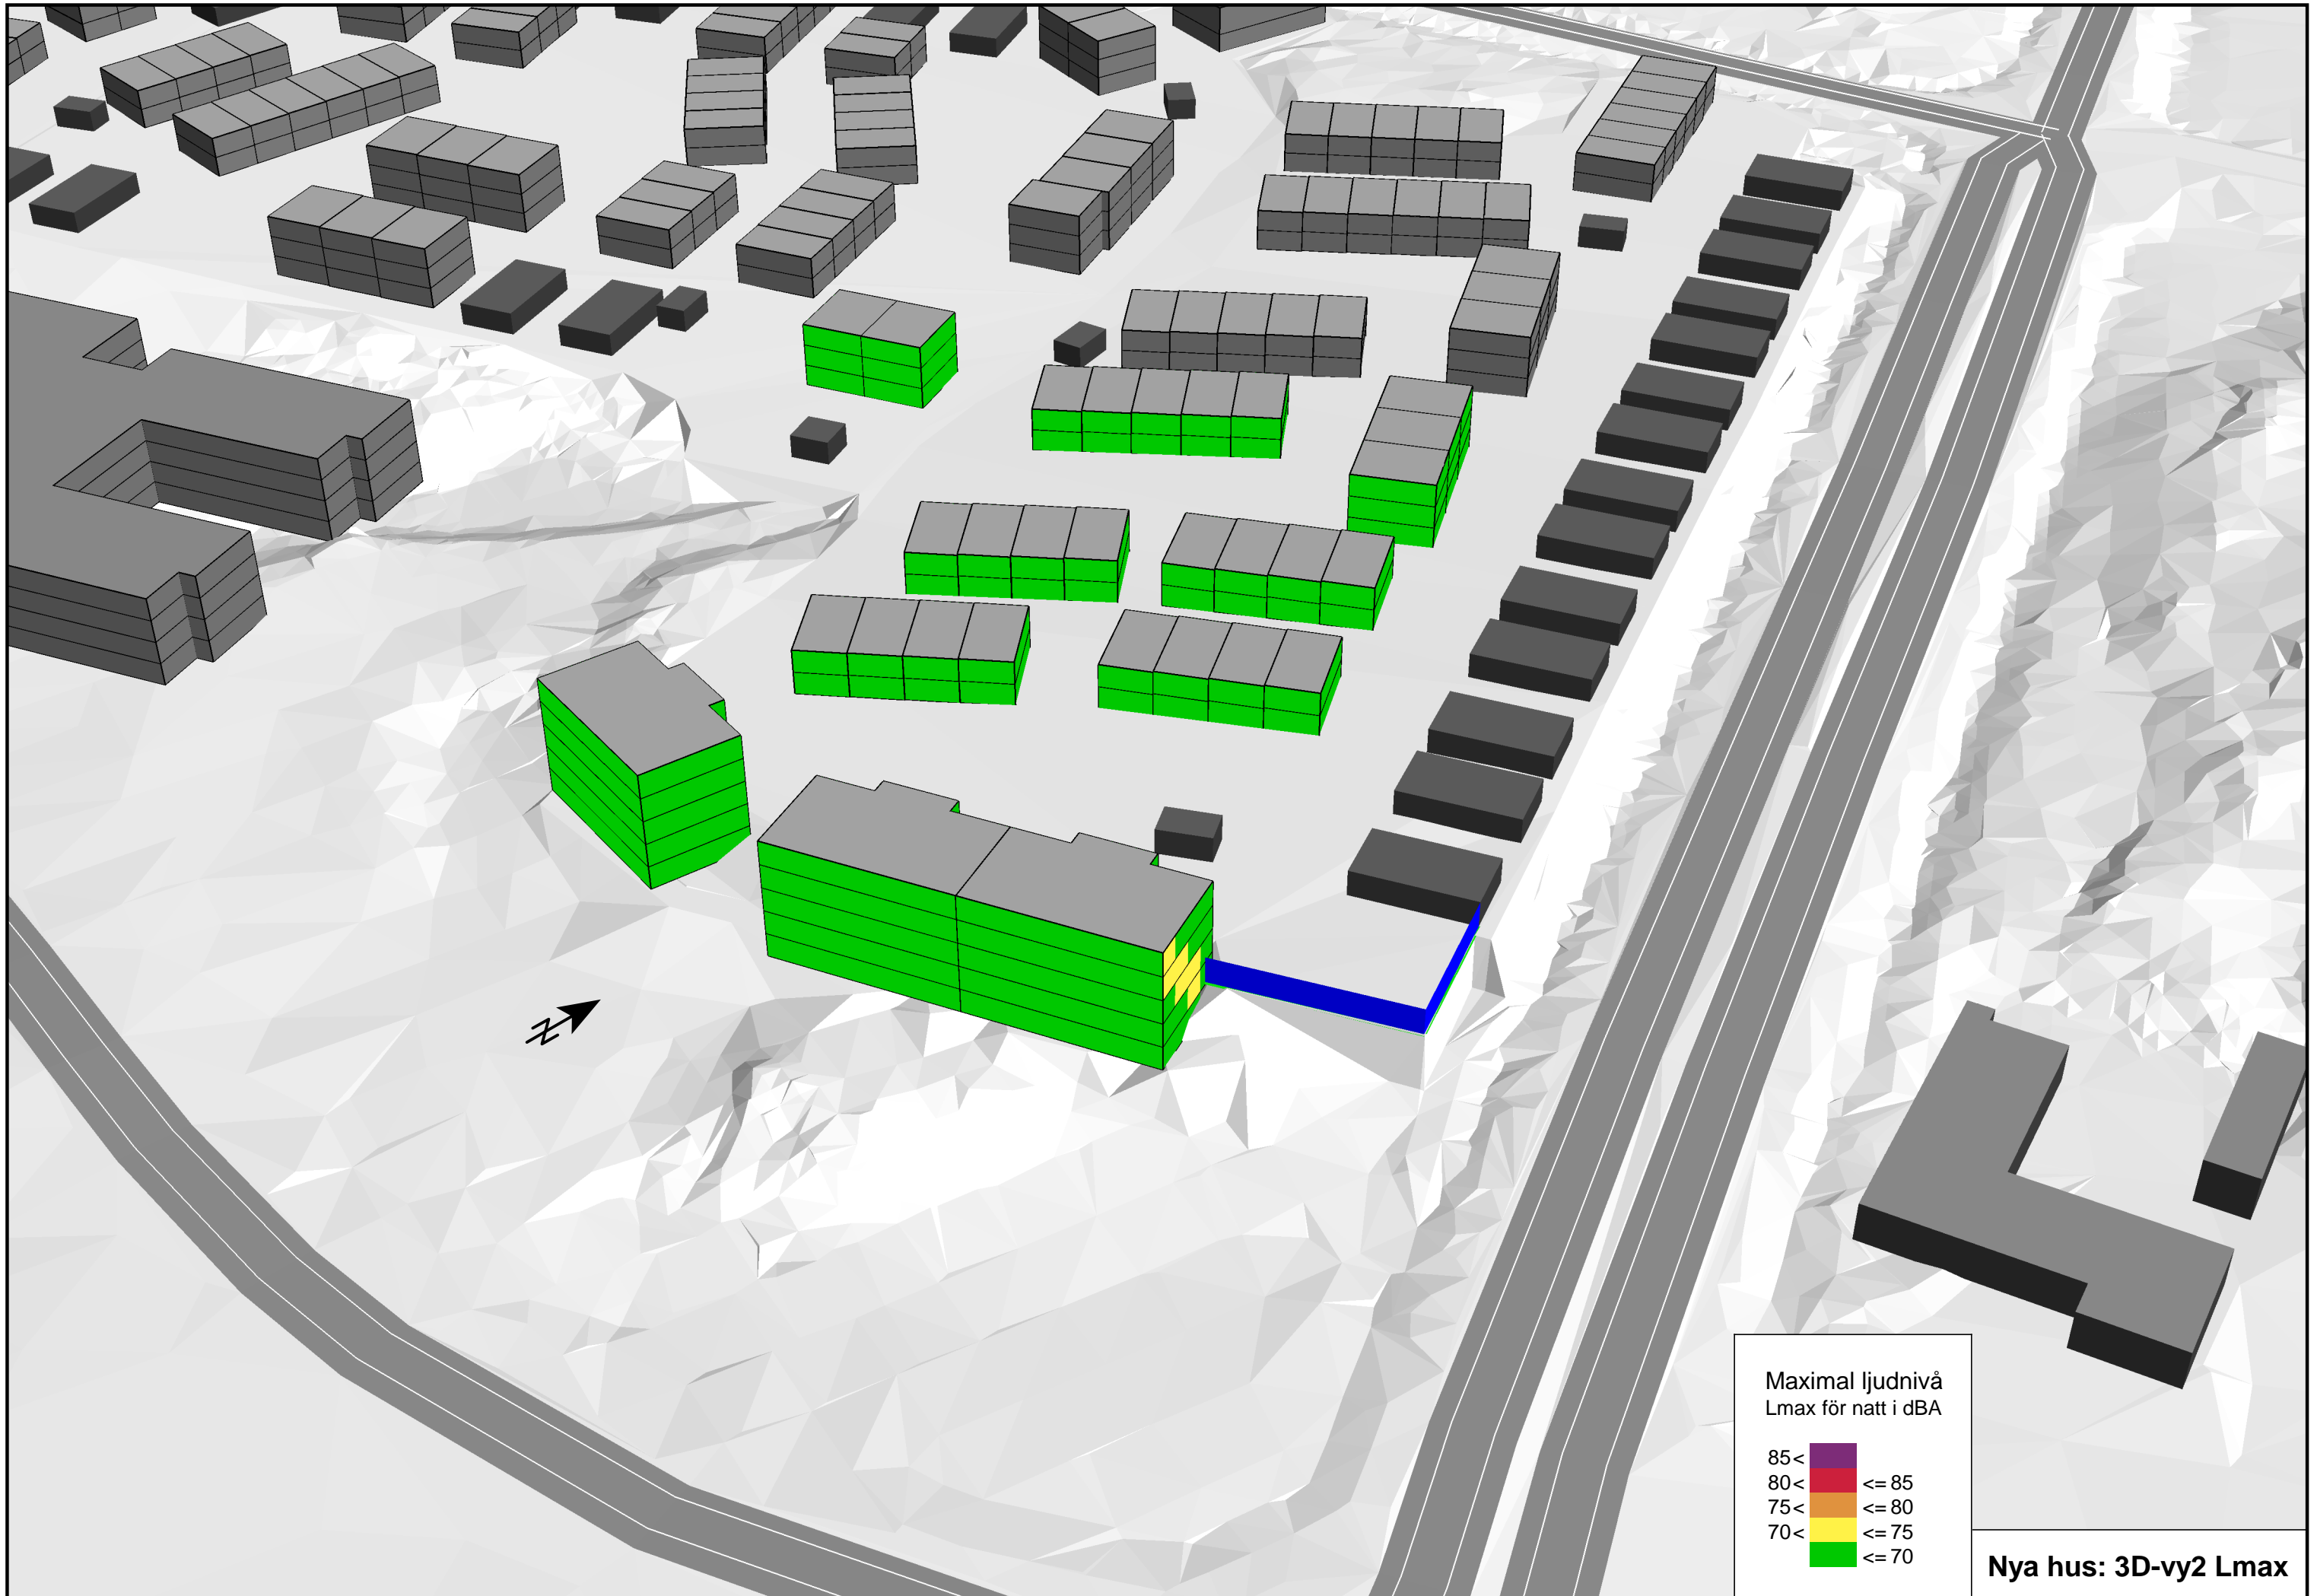 N
Maximal ljudnivå
Lmax för natt i dBA
85<
80< <= 85
75< <= 80
70< <= 75
<= 70
Nya hus: 3D-vy2 Lmax